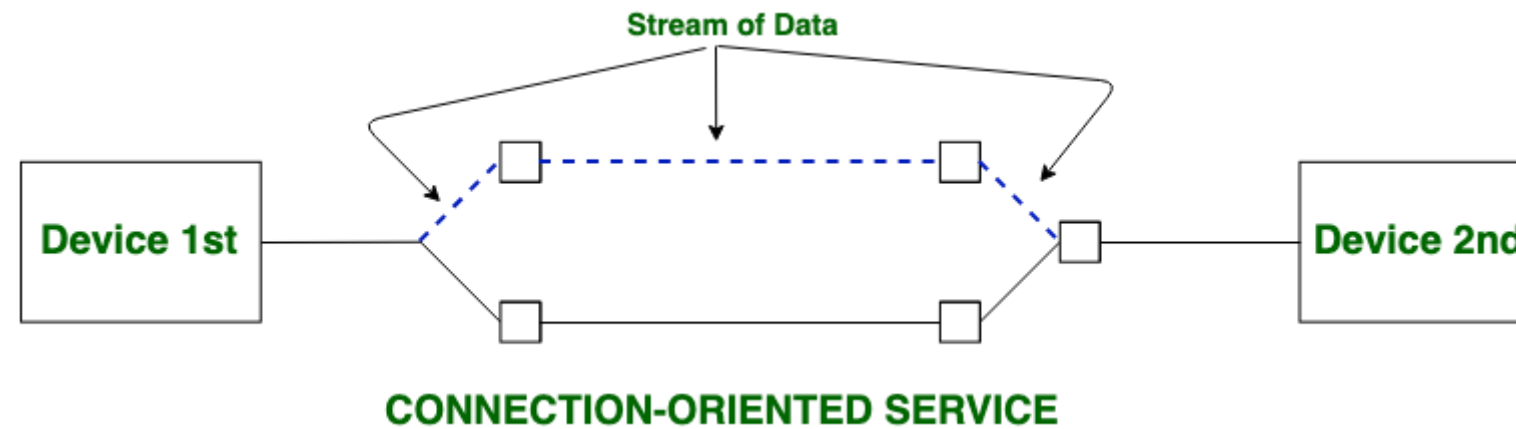 Stream of Data
Device 1st
Device 2nd
CONNECTION-ORIENTED SERVICE